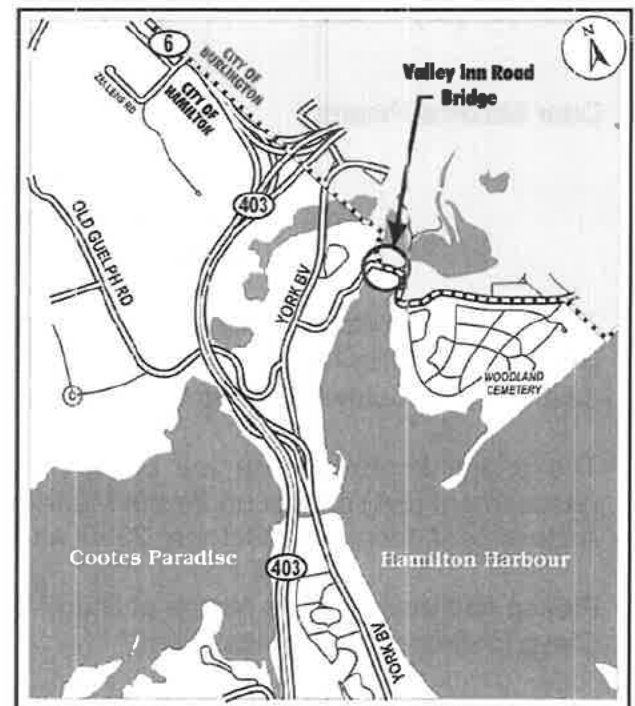 6
CITY OF
BURLINGTON
CITY OF
HAMILTON
N
Valley Inn Road
Bridge
403
OLD GUELPH RD
YORK BV
C
WOODLAND
CEMETERY
Cootes Paradise
Hamilton Harbour
403
YORK BV